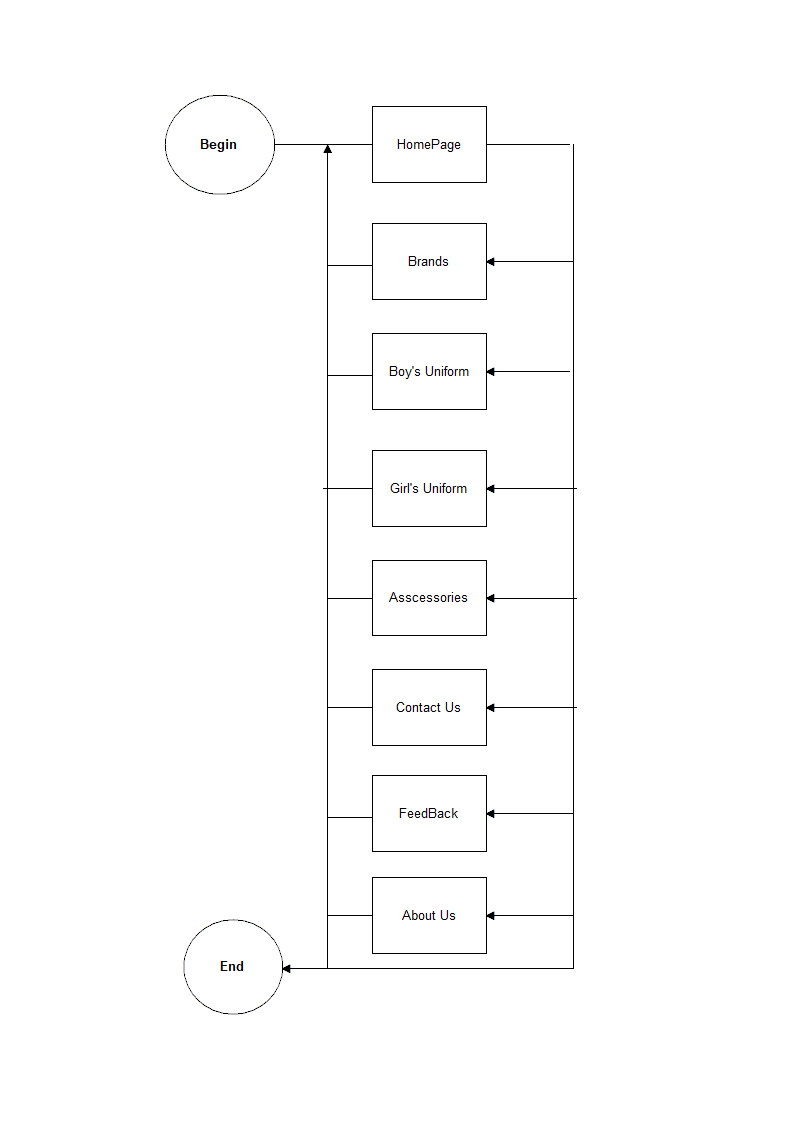 Begin
HomePage
Brands
Boy's Uniform
Girl's Uniform
Asscessories
Contact Us
FeedBack
About Us
End